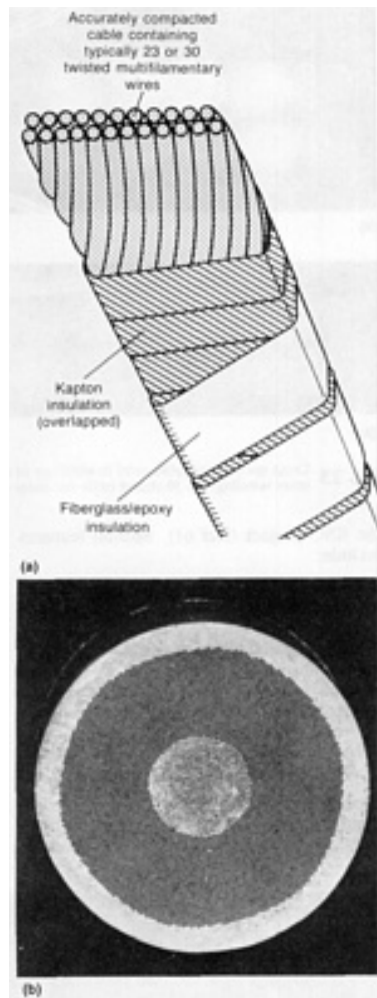 Accurately compacted
cable containing
typically 23 or 30
twisted multifilamentary
wires
Kapton
insulation
(overlapped)
Fiberglass/epoxy
insulation
(a)
(b)